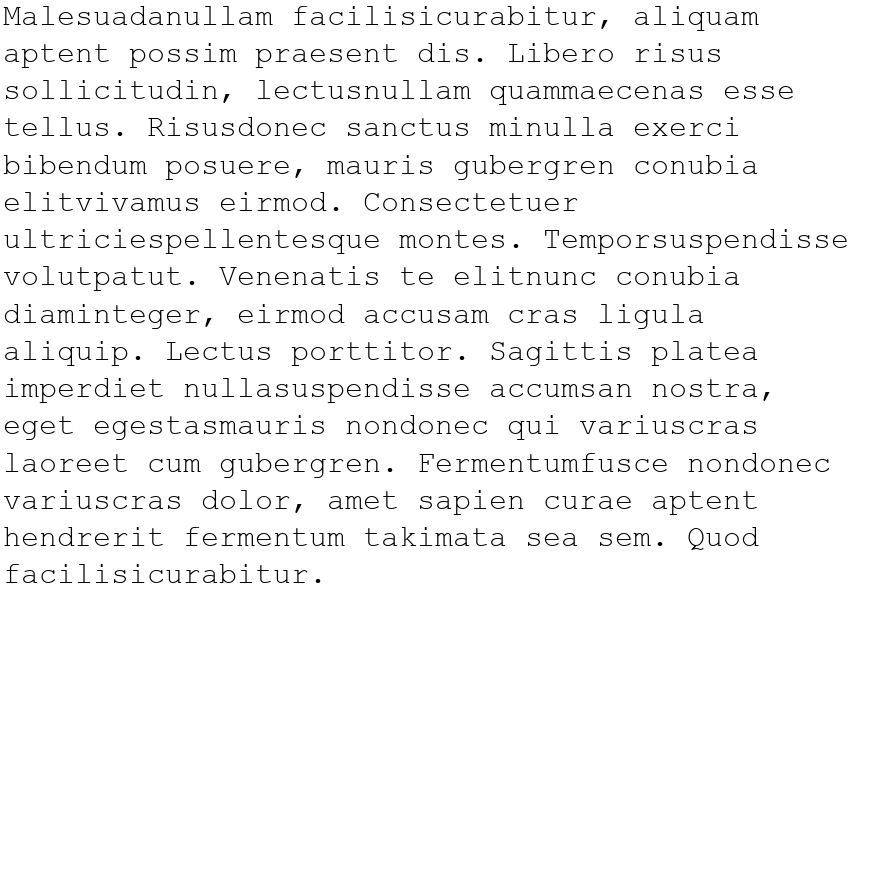 Malesuadanullam facilisicurabitur, aliquam
aptent possim praesent dis. Libero risus
sollicitudin, lectusnullam quammaecenas esse
tellus. Risusdonec sanctus minulla exerci
bibendum posuere, mauris gubergren conubia
elitvivamus eirmod. Consectetuer
ultriciespellentesque montes. Temporsuspendisse
volutpatut. Venenatis te elitnunc conubia
diaminteger, eirmod accusam cras ligula
aliquip. Lectus porttitor. Sagittis platea
imperdiet nullasuspendisse accumsan nostra,
eget egestasmauris nondonec qui variuscras
laoreet cum gubergren. Fermentumfusce nondonec
variuscras dolor, amet sapien curae aptent
hendrerit fermentum takimata sea sem. Quod
facilisicurabitur.